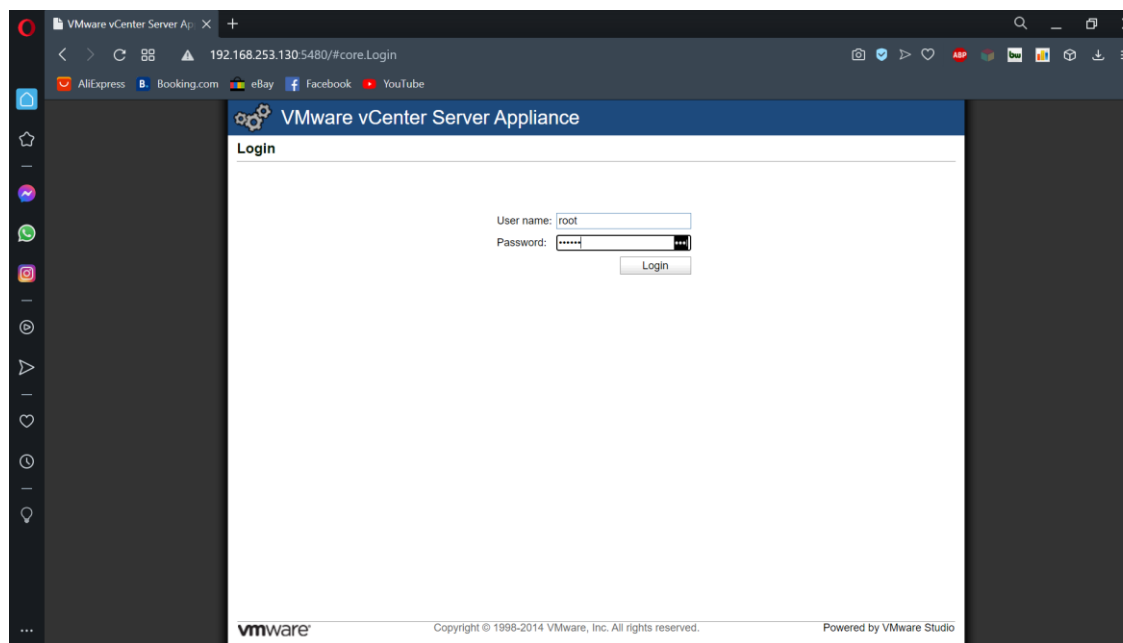 VMware vCenter Server Ap
192.168.253.130:5480/#core.Login
ABP
bw
AliExpress B. Booking.com eBay Facebook YouTube
VMware vCenter Server Appliance
Login
User name: root
Password: ••••••
Login
vmware Copyright © 1998-2014 VMware, Inc. All rights reserved. Powered by VMware Studio